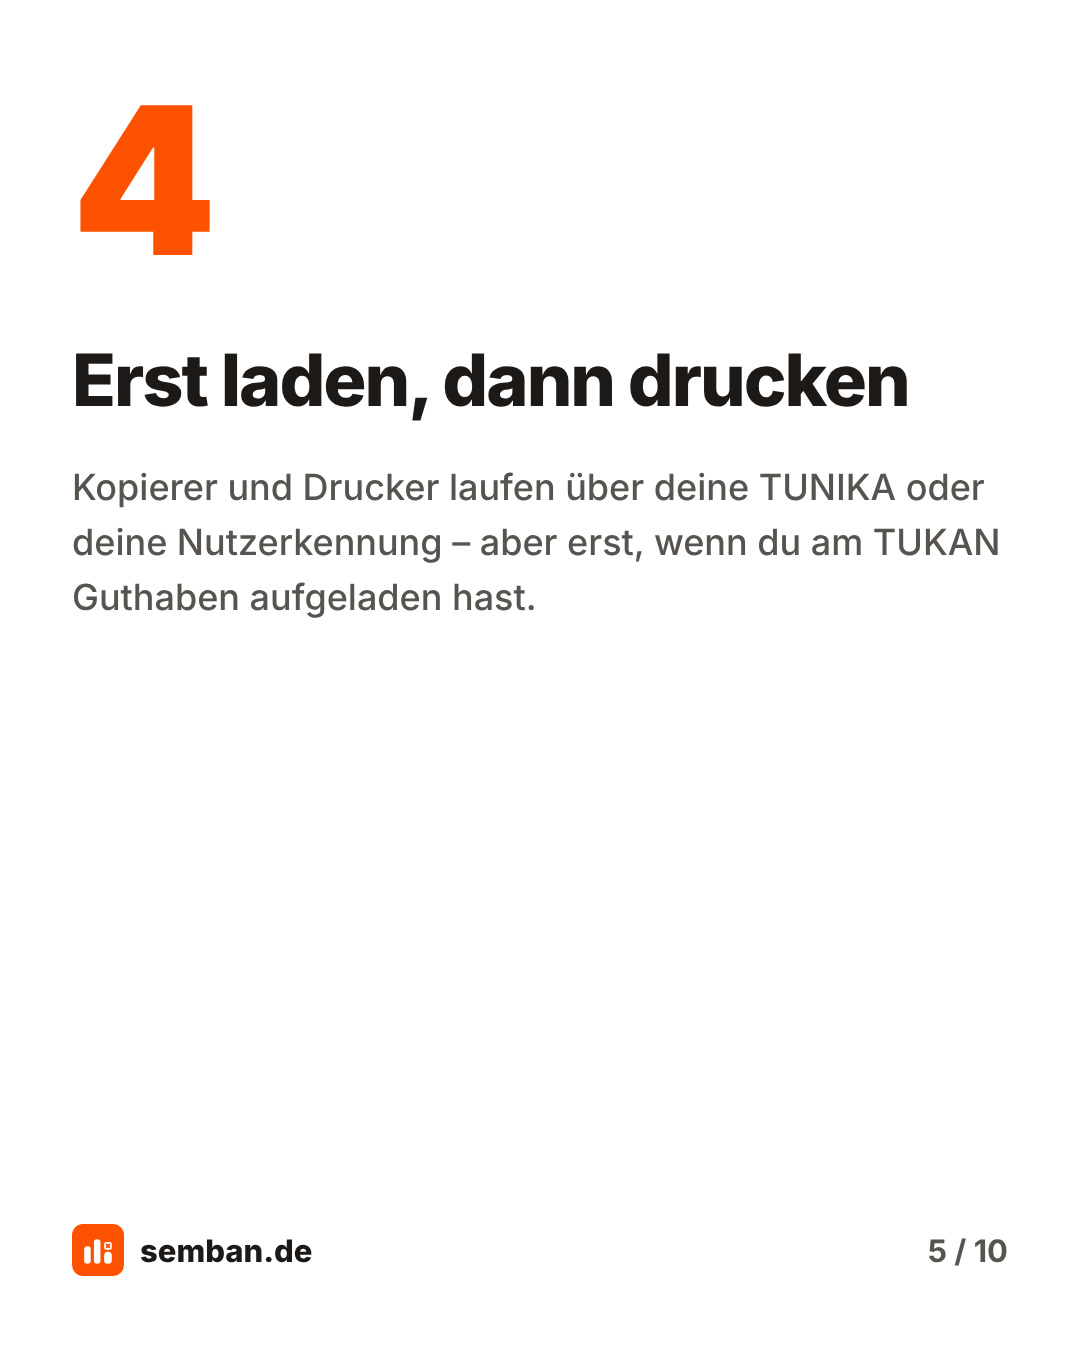 4
Erst laden, dann drucken
Kopierer und Drucker laufen über deine TUNIKA oder
deine Nutzerkennung – aber erst, wenn du am TUKAN
Guthaben aufgeladen hast.
semban.de
5 / 10